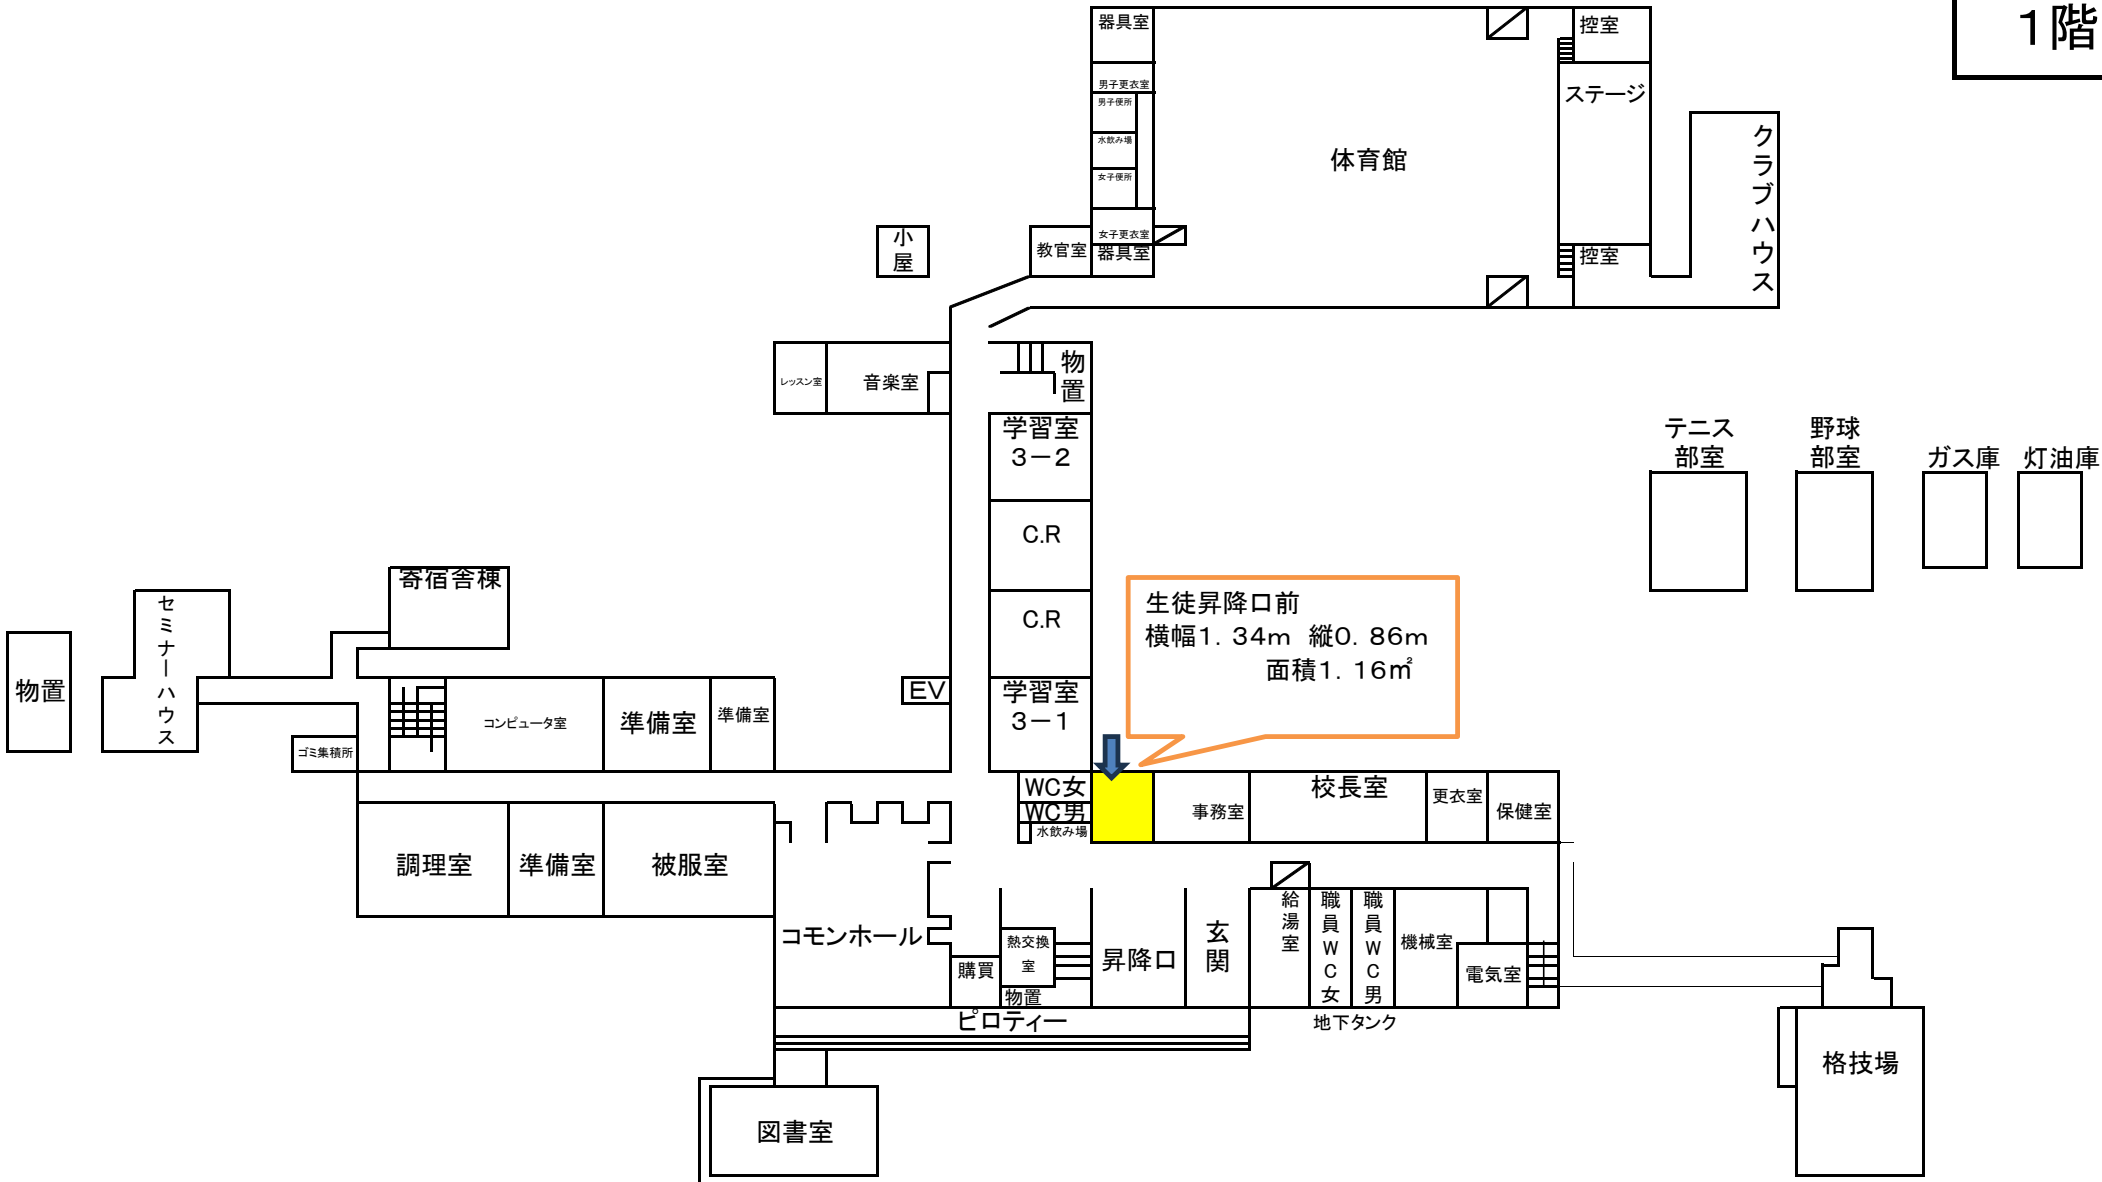 1階
器具室
控室
男子更衣室
ステージ
男子便所
水飲み場
体育館
クラブハウス
女子便所
女子更衣室
小屋
教官室
器具室
控室
レッスン室
音楽室
物置
学習室
3－2
テニス
部室
野球
部室
ガス庫
灯油庫
C.R
寄宿舎棟
セミナーハウス
C.R
生徒昇降口前
横幅1．34m 縦0．86m
面積1．16㎡
物置
EV
学習室
3－1
コンピュータ室
準備室
準備室
ゴミ集積所
WC女
WC男
水飲み場
事務室
校長室
更衣室
保健室
調理室
準備室
被服室
コモンホール
購買
熱交換
室
物置
昇降口
玄関
給湯室
職員WC女
職員WC男
機械室
電気室
ピロティー
地下タンク
格技場
図書室